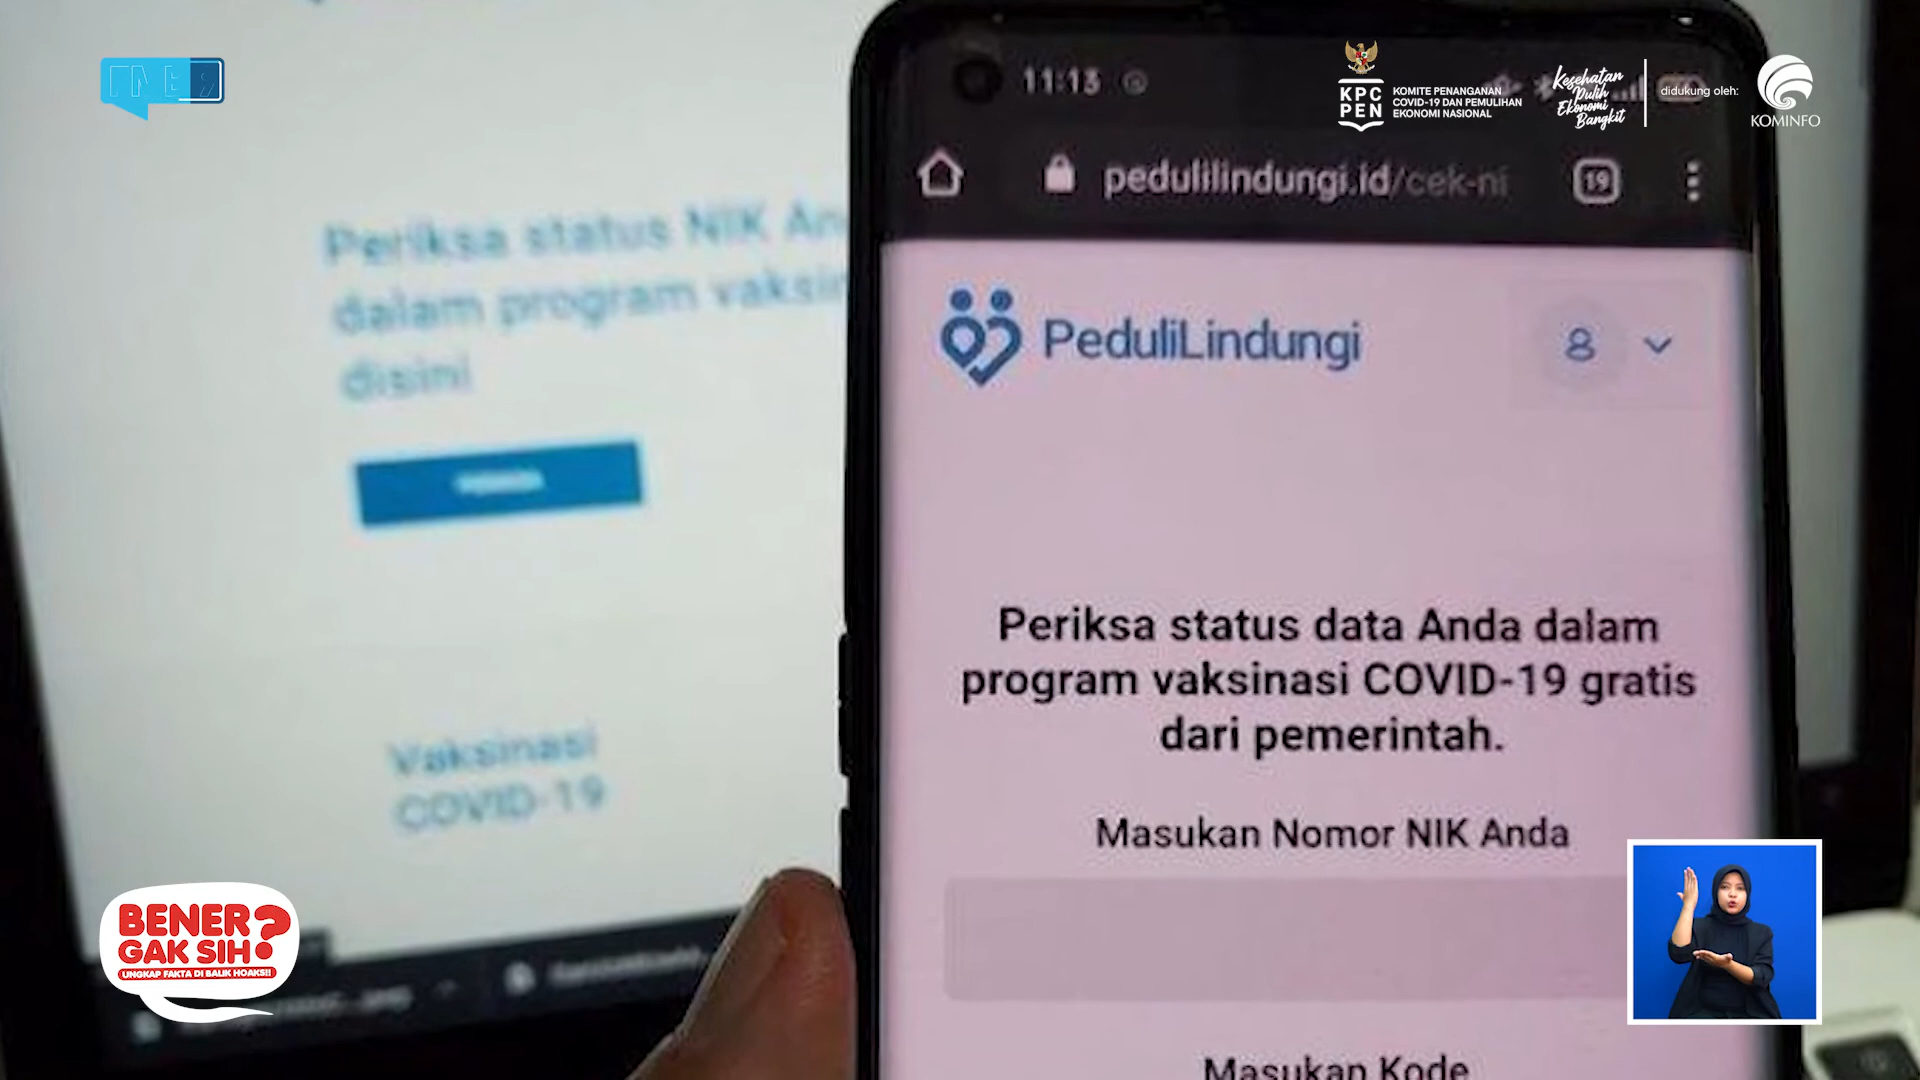 FMB9
KPC
PEN
KOMITE PENANGANAN
COVID-19 DAN PEMULIHAN
EKONOMI NASIONAL
Kesehatan
Pulih
Ekonomi
Bangkit
didukung oleh:
KOMINFO
11:13
pedulilindungi.id/cek-ni
19
PeduliLindungi
Periksa status NIK An
dalam program vaksin
disini
Vaksinasi
COVID-19
Periksa status data Anda dalam
program vaksinasi COVID-19 gratis
dari pemerintah.
Masukan Nomor NIK Anda
Masukan Kode
BENER
GAK SIH?
UNGKAP FAKTA DI BALIK HOAKS!!